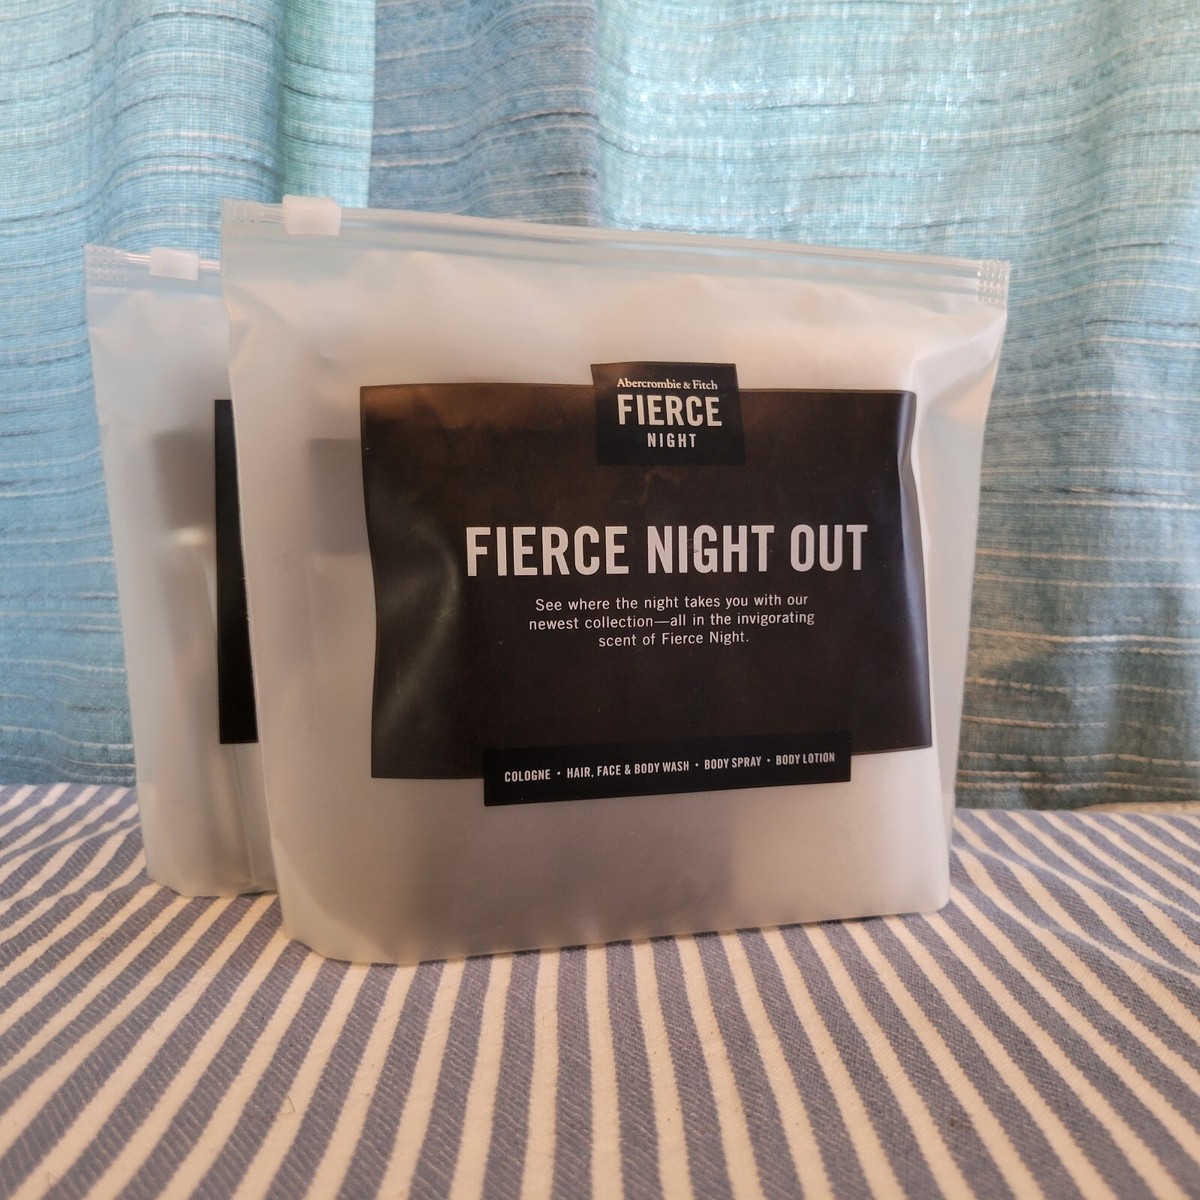 Abercrombie & Fitch
FIERCE
NIGHT
FIERCE NIGHT OUT
See where the night takes you with our
newest collection—all in the invigorating
scent of Fierce Night.
COLOGNE • HAIR, FACE & BODY WASH • BODY SPRAY • BODY LOTION